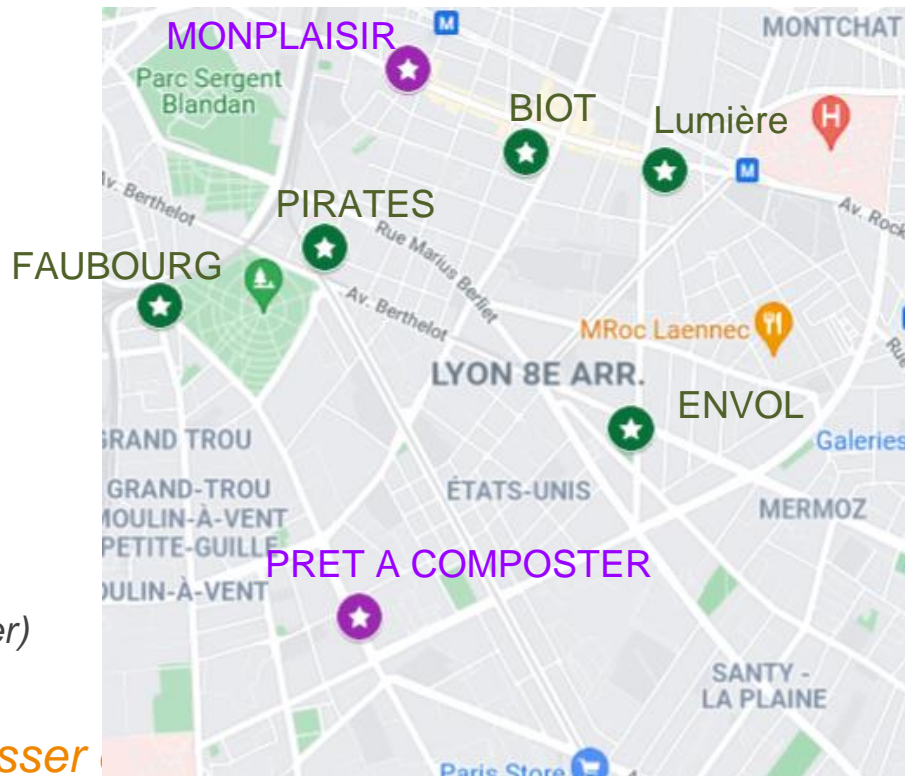 MONPLAISIR
M
MONTCHAT
Parc Sergent
Blandan
BIOT
Lumière
H
M
Av. Berthelot
PIRATES
Rue Marius Berliet
Av. Rock
FAUBOURG
Av. Berthelot
MRoc Laennec
Rue
LYON 8E ARR.
ENVOL
GRAND TROU
Galeries
GRAND-TROU
MOULIN-À-VENT
PETITE-GUILLE
ÉTATS-UNIS
MERMOZ
PRET A COMPOSTER
OULIN-À-VENT
er)
SANTY -
LA PLAINE
sser
Paris Store